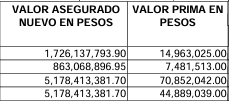 VALOR ASEGURADO VALOR PRIMA EN
NUEVO EN PESOS PESOS
1,726,137,793.90 14,963,025.00
863,068,896.95 7,481,513.00
5,178,413,381.70 70,852,042.00
5,178,413,381.70 44,889,039.00